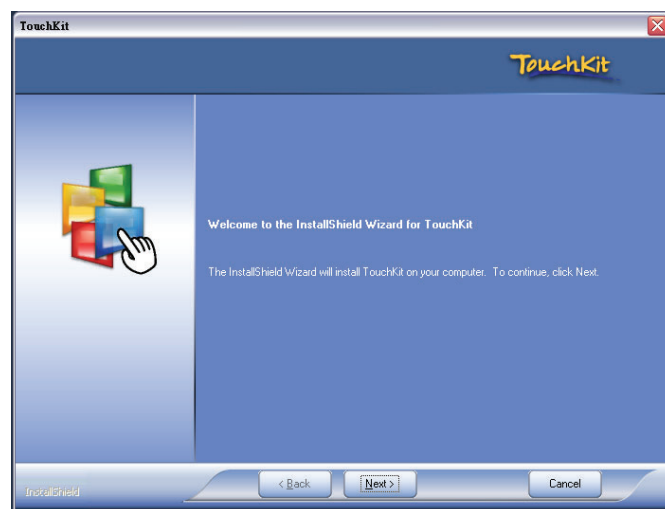 TouchKit
TouchKit
Welcome to the InstallShield Wizard for TouchKit
The InstallShield Wizard will install TouchKit on your computer. To continue, click Next.
InstallShield
< Back
Next >
Cancel